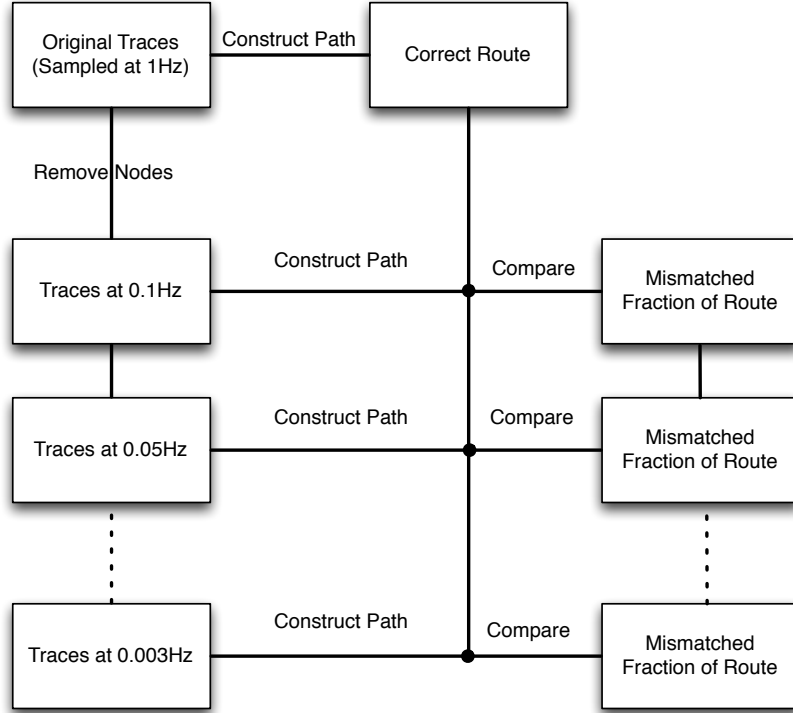 Original Traces
(Sampled at 1Hz)
Construct Path
Correct Route
Remove Nodes
Traces at 0.1Hz
Construct Path
Compare
Mismatched
Fraction of Route
Traces at 0.05Hz
Construct Path
Compare
Mismatched
Fraction of Route
Traces at 0.003Hz
Construct Path
Compare
Mismatched
Fraction of Route